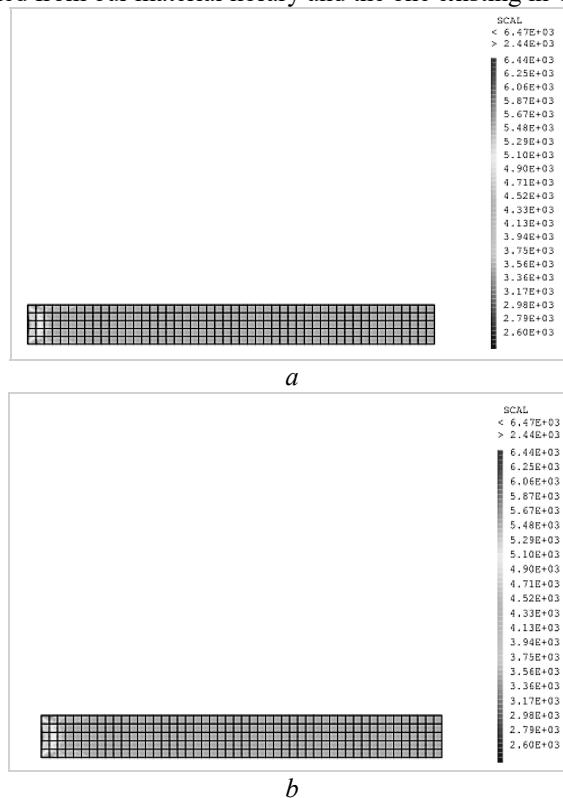 SCAL
< 6.47E+03
> 2.44E+03
6.44E+03
6.25E+03
6.06E+03
5.87E+03
5.67E+03
5.48E+03
5.29E+03
5.10E+03
4.90E+03
4.71E+03
4.52E+03
4.33E+03
4.13E+03
3.94E+03
3.75E+03
3.56E+03
3.36E+03
3.17E+03
2.98E+03
2.79E+03
2.60E+03
a
SCAL
< 6.47E+03
> 2.44E+03
6.44E+03
6.25E+03
6.06E+03
5.87E+03
5.67E+03
5.48E+03
5.29E+03
5.10E+03
4.90E+03
4.71E+03
4.52E+03
4.33E+03
4.13E+03
3.94E+03
3.75E+03
3.56E+03
3.36E+03
3.17E+03
2.98E+03
2.79E+03
2.60E+03
b